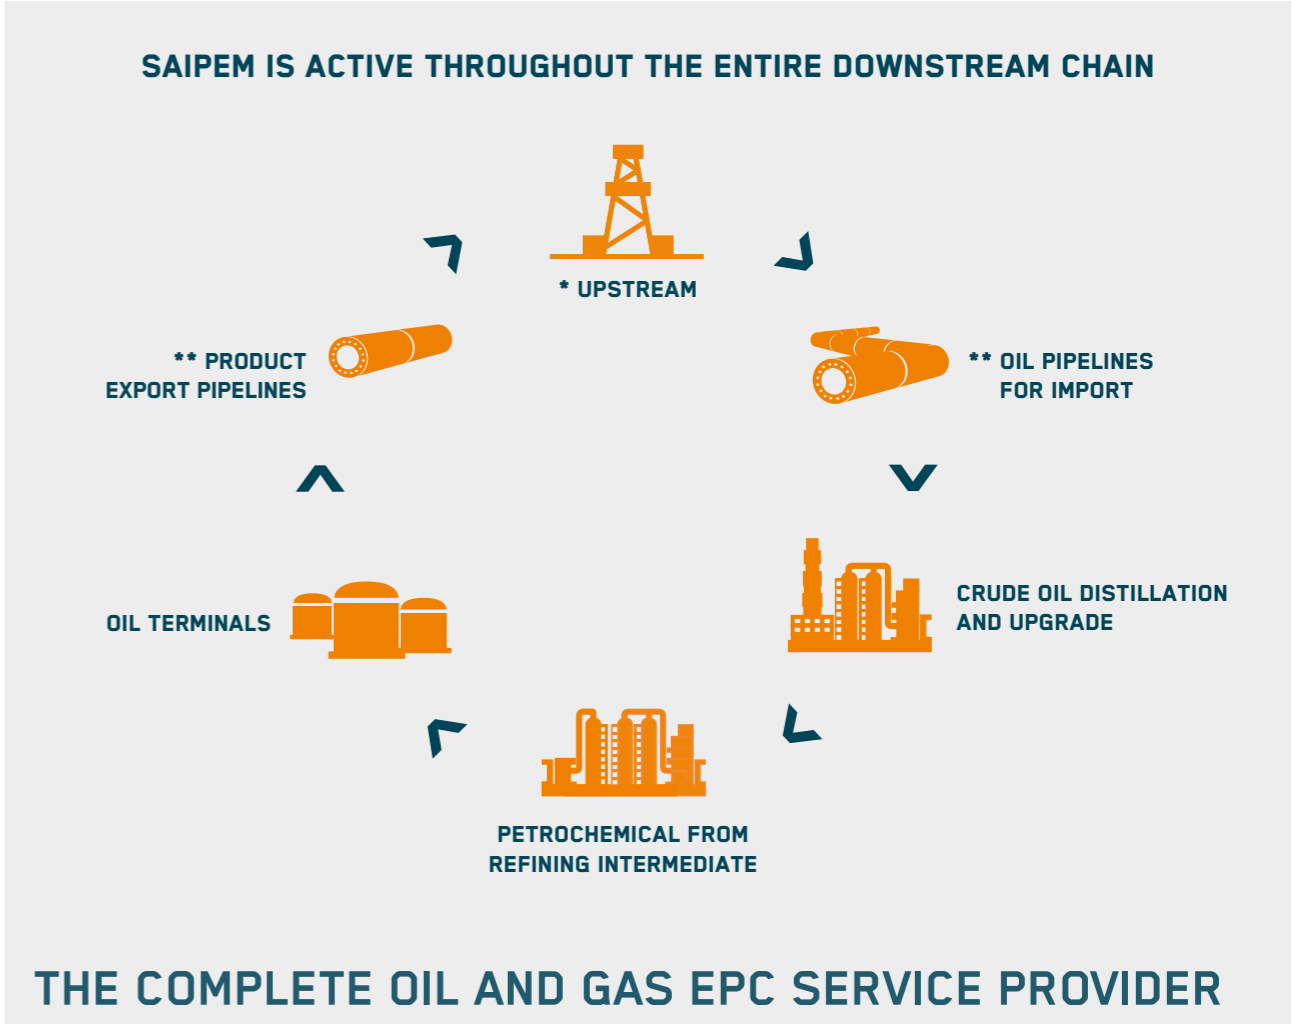 SAIPEM IS ACTIVE THROUGHOUT THE ENTIRE DOWNSTREAM CHAIN
* UPSTREAM
** PRODUCT
EXPORT PIPELINES
** OIL PIPELINES
FOR IMPORT
OIL TERMINALS
CRUDE OIL DISTILLATION
AND UPGRADE
PETROCHEMICAL FROM
REFINING INTERMEDIATE
THE COMPLETE OIL AND GAS EPC SERVICE PROVIDER